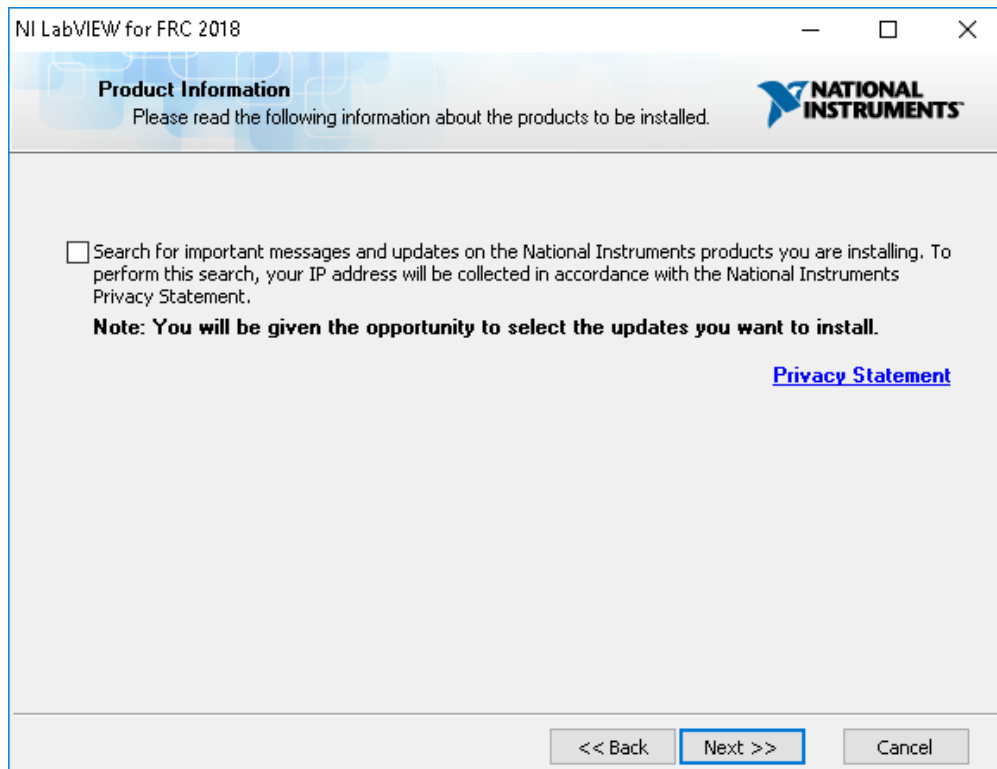 NI LabVIEW for FRC 2018
Product Information
Please read the following information about the products to be installed.
NATIONAL
INSTRUMENTS™
Search for important messages and updates on the National Instruments products you are installing. To
perform this search, your IP address will be collected in accordance with the National Instruments
Privacy Statement.
Note: You will be given the opportunity to select the updates you want to install.
Privacy Statement
<< Back
Next >>
Cancel